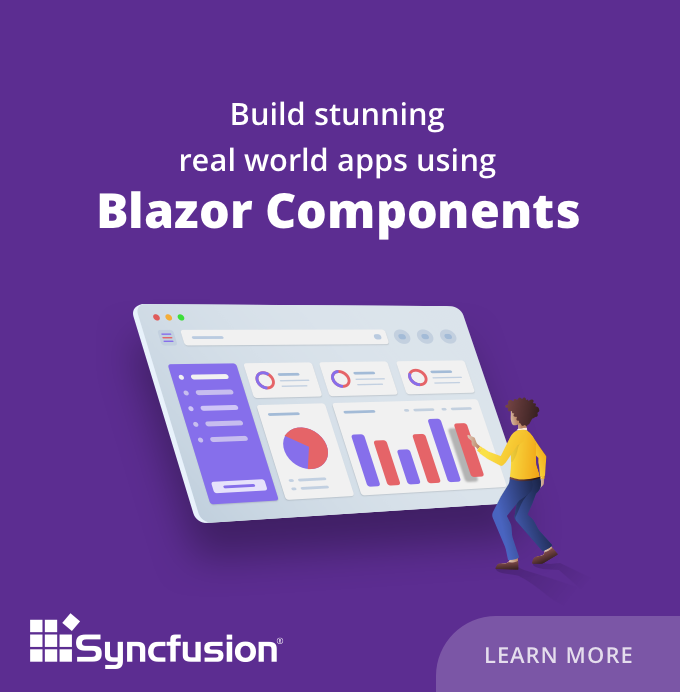 Build stunning
real world apps using
Blazor Components
Syncfusion®
LEARN MORE